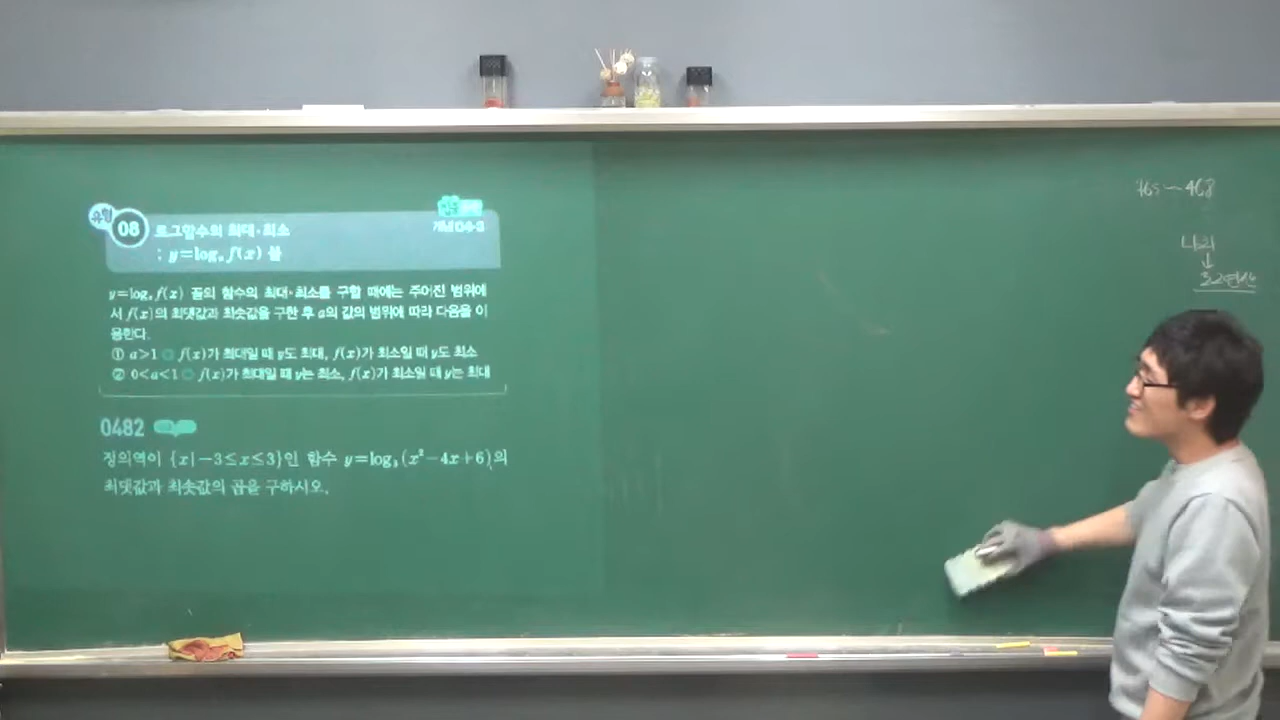 유형 08 로그함수의 최대·최소
: y=logₐ f(x) 꼴
개념 04-3
y=logₐ f(x) 꼴의 함수의 최대·최소를 구할 때에는 주어진 범위에
서 f(x)의 최댓값과 최솟값을 구한 후 a의 값의 범위에 따라 다음을 이
용한다.
① a>1 ➡ f(x)가 최대일 때 y도 최대, f(x)가 최소일 때 y도 최소
② 0<a<1 ➡ f(x)가 최대일 때 y는 최소, f(x)가 최소일 때 y는 최대
0482
정의역이 {x|-3≤x≤3}인 함수 y=log₃(x²-4x+6)의
최댓값과 최솟값의 곱을 구하시오.
465~468
↓